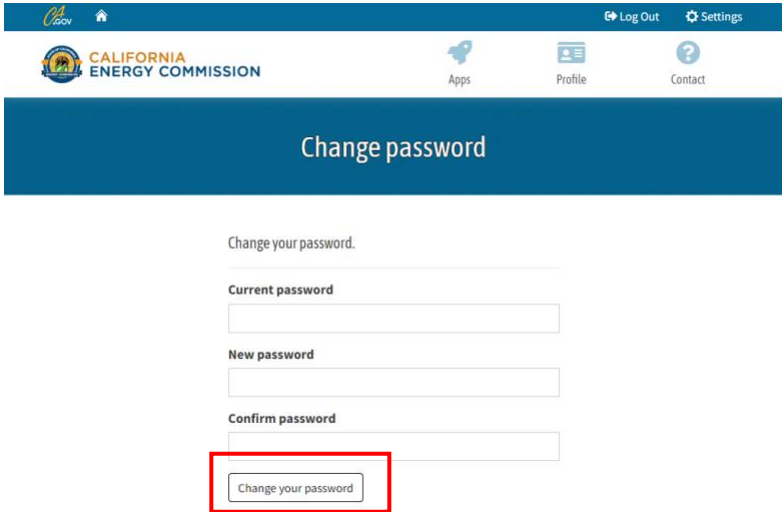 CA.GOV Log Out Settings
CALIFORNIA
ENERGY COMMISSION
Apps Profile Contact
Change password
Change your password.
Current password
New password
Confirm password
Change your password